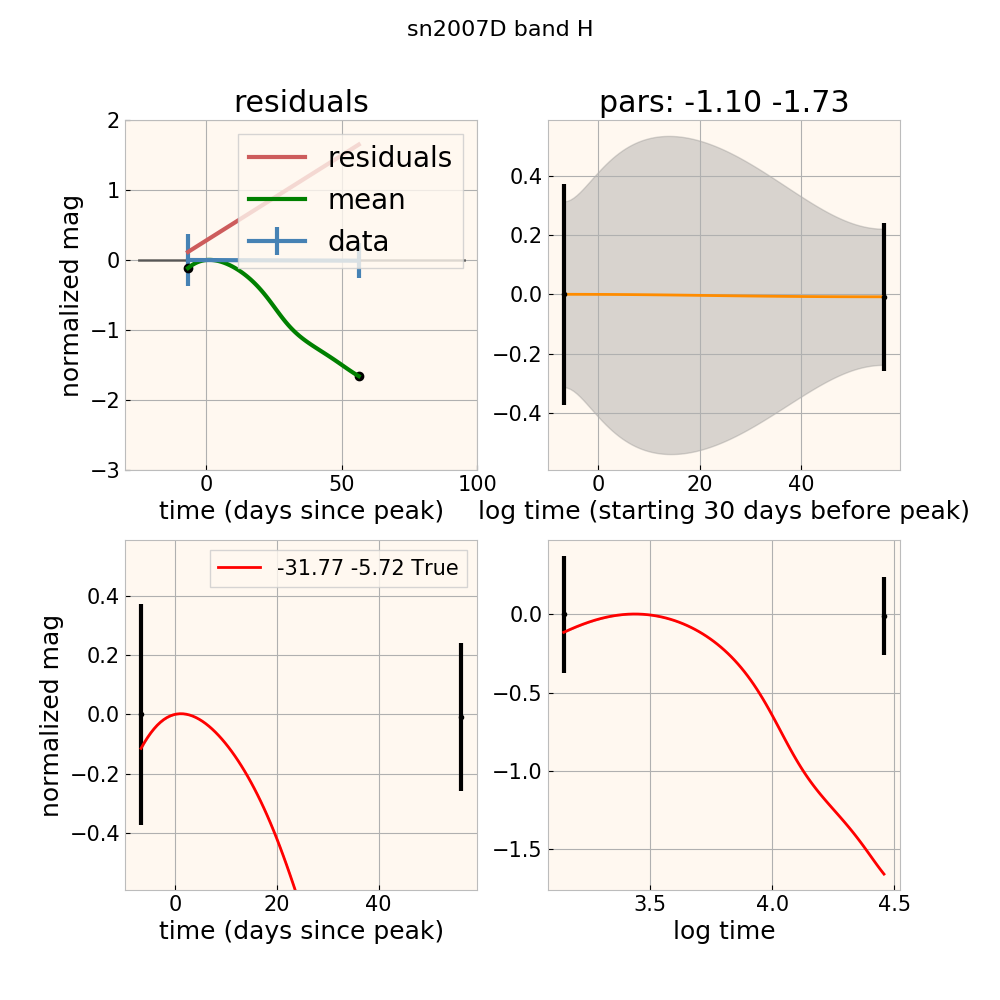 sn2007D band H
residuals
pars: -1.10 -1.73
2
1
0
−1
−2
−3
normalized mag
residuals
mean
data
0
50
100
time (days since peak)
0.4
0.2
0.0
−0.2
−0.4
0
20
40
log time (starting 30 days before peak)
0.4
0.2
0.0
−0.2
−0.4
normalized mag
-31.77 -5.72 True
0
20
40
time (days since peak)
0.0
−0.5
−1.0
−1.5
3.5
4.0
4.5
log time